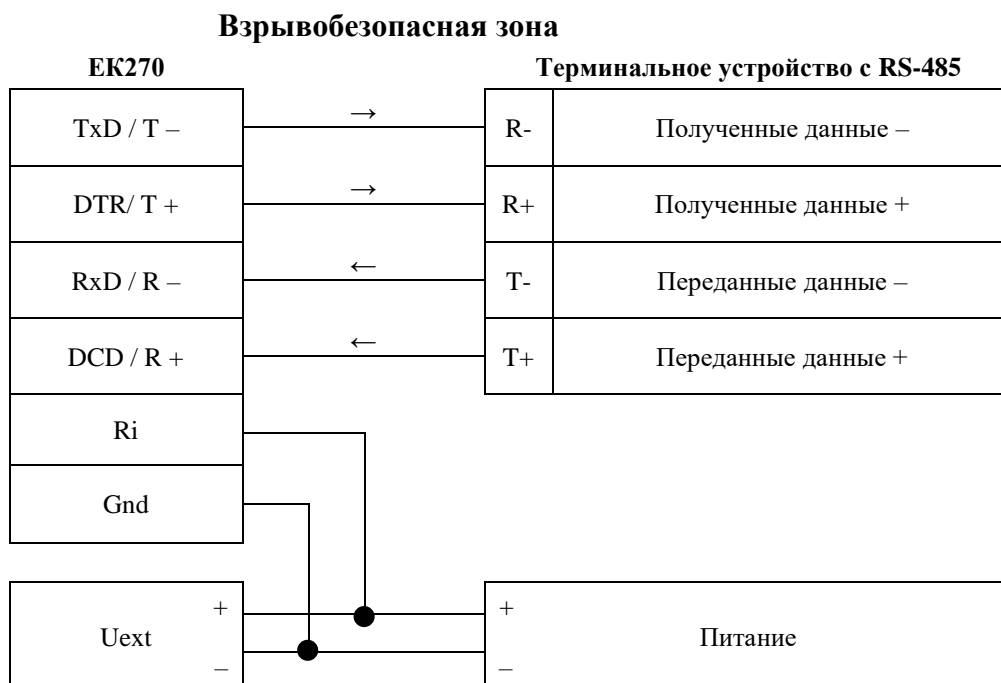 Взрывобезопасная зона
ЕК270
Терминальное устройство с RS-485
TxD / T –
→
R-
Полученные данные –
DTR/ T +
→
R+
Полученные данные +
RxD / R –
←
T-
Переданные данные –
DCD / R +
←
T+
Переданные данные +
Ri
Gnd
Uext
+
–
+
–
Питание